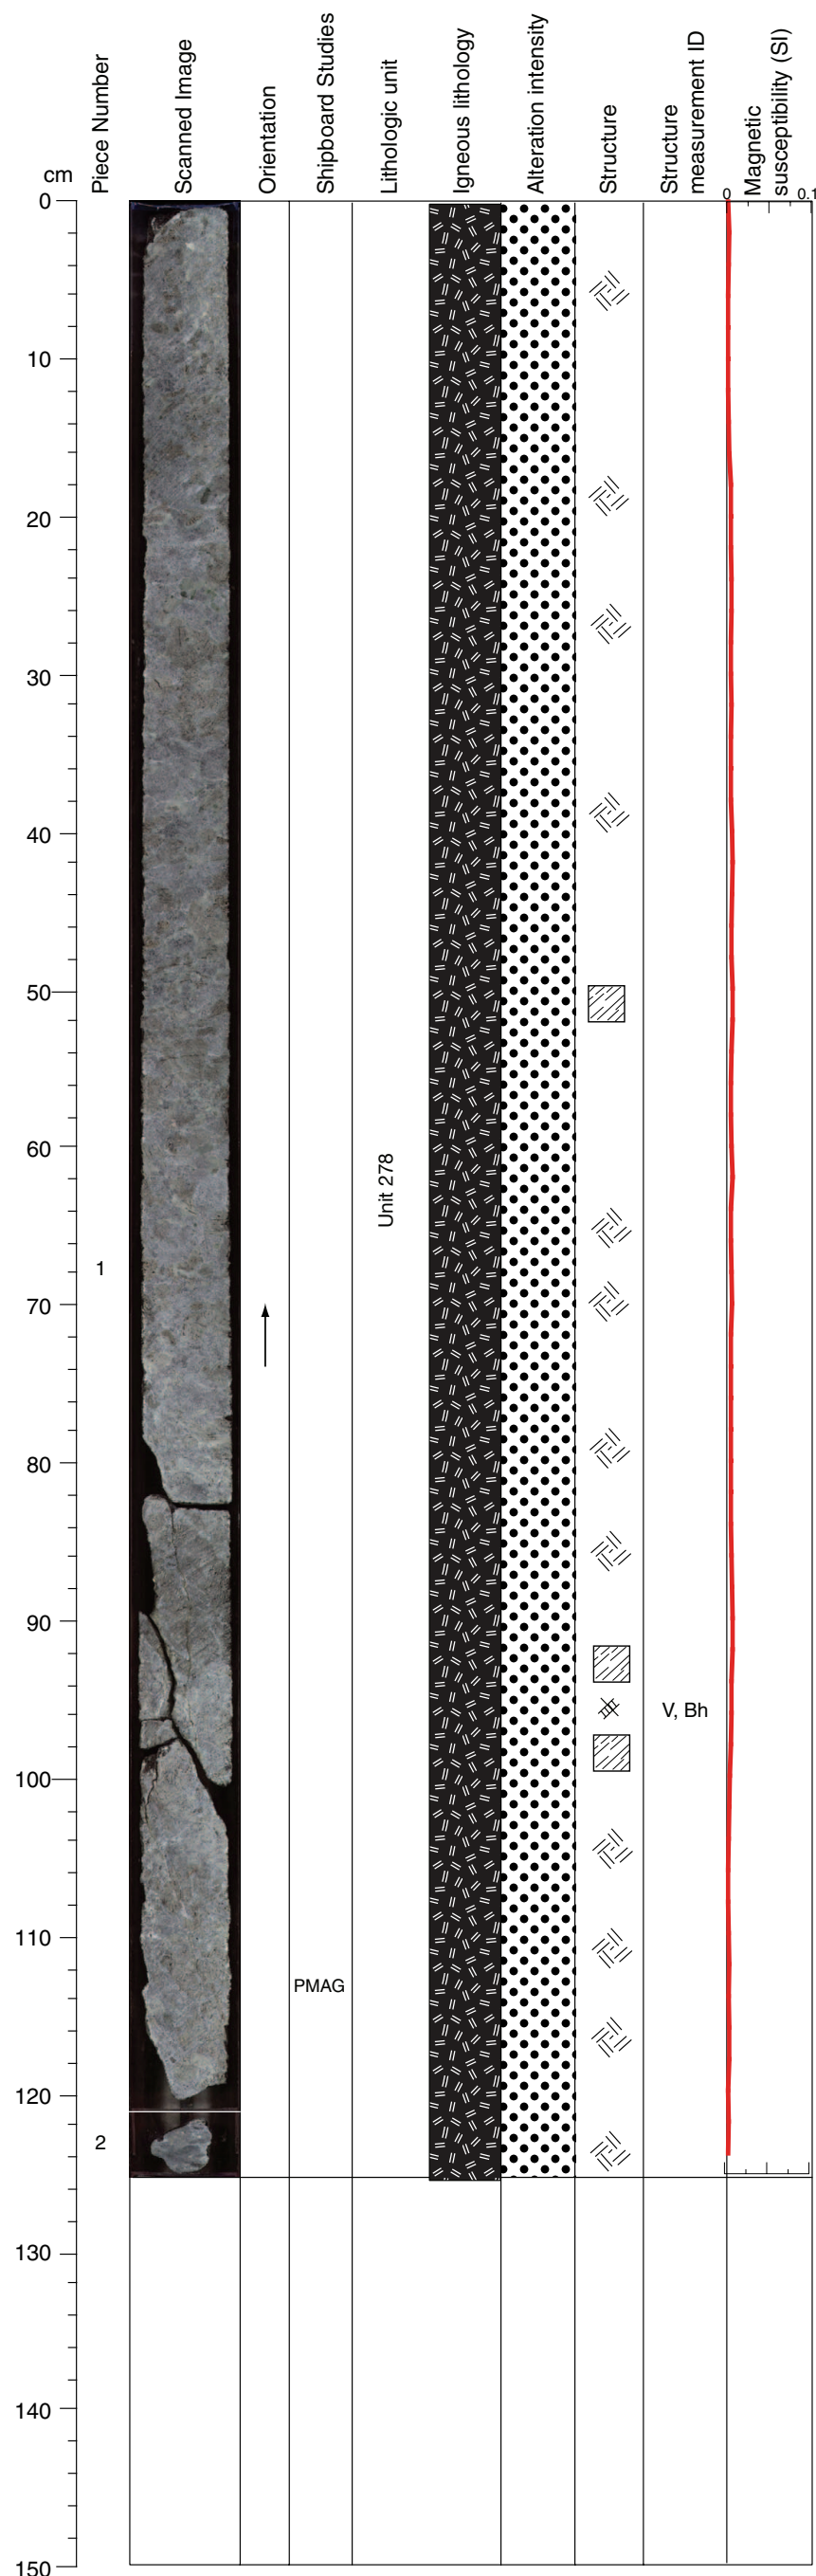 cm
Piece Number
Scanned Image
Orientation
Shipboard Studies
Lithologic unit
Igneous lithology
Alteration intensity
Structure
Structure
measurement ID
Magnetic
susceptibility (SI)
0 0.1
0
10
20
30
40
50
60
Unit 278
1
70
80
90
V, Bh
100
110
PMAG
120
2
130
140
150